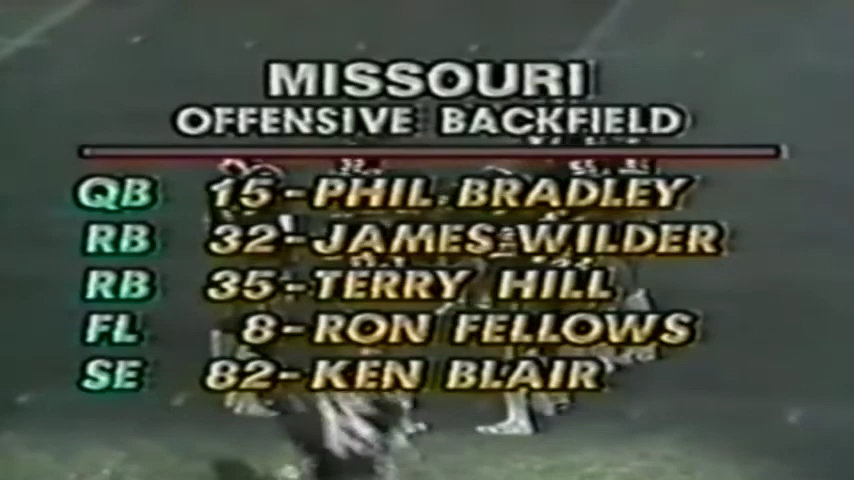 MISSOURI
OFFENSIVE BACKFIELD
QB 15-PHIL BRADLEY
RB 32-JAMES WILDER
RB 35-TERRY HILL
FL 8-RON FELLOWS
SE 82-KEN BLAIR